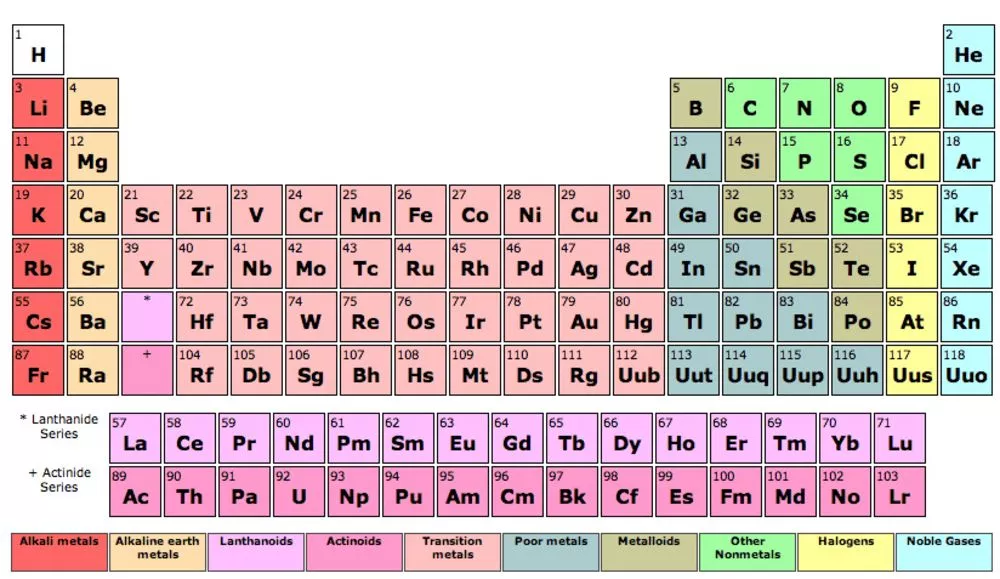 1 2
H He
3 4 5 6 7 8 9 10
Li Be B C N O F Ne
11 12 13 14 15 16 17 18
Na Mg Al Si P S Cl Ar
19 20 21 22 23 24 25 26 27 28 29 30 31 32 33 34 35 36
K Ca Sc Ti V Cr Mn Fe Co Ni Cu Zn Ga Ge As Se Br Kr
37 38 39 40 41 42 43 44 45 46 47 48 49 50 51 52 53 54
Rb Sr Y Zr Nb Mo Tc Ru Rh Pd Ag Cd In Sn Sb Te I Xe
55 56 * 72 73 74 75 76 77 78 79 80 81 82 83 84 85 86
Cs Ba Hf Ta W Re Os Ir Pt Au Hg Tl Pb Bi Po At Rn
87 88 + 104 105 106 107 108 109 110 111 112 113 114 115 116 117 118
Fr Ra Rf Db Sg Bh Hs Mt Ds Rg Uub Uut Uuq Uup Uuh Uus Uuo
* Lanthanide
Series
57 58 59 60 61 62 63 64 65 66 67 68 69 70 71
La Ce Pr Nd Pm Sm Eu Gd Tb Dy Ho Er Tm Yb Lu
+ Actinide
Series
89 90 91 92 93 94 95 96 97 98 99 100 101 102 103
Ac Th Pa U Np Pu Am Cm Bk Cf Es Fm Md No Lr
Alkali metals
Alkaline earth
metals
Lanthanoids
Actinoids
Transition
metals
Poor metals
Metalloids
Other
Nonmetals
Halogens
Noble Gases